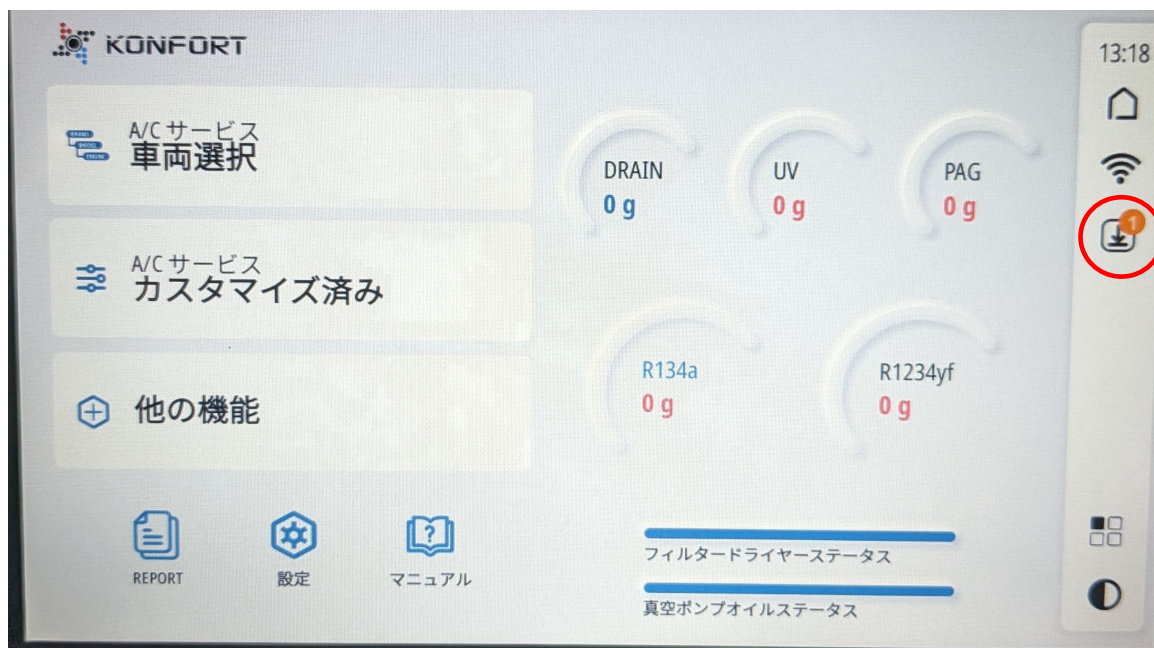 KONFORT
13:18
A/C サービス
車両選択
A/C サービス
カスタマイズ済み
他の機能
DRAIN
0 g
UV
0 g
PAG
0 g
1
R134a
0 g
R1234yf
0 g
REPORT
設定
マニュアル
フィルタードライヤーステータス
真空ポンプオイルステータス